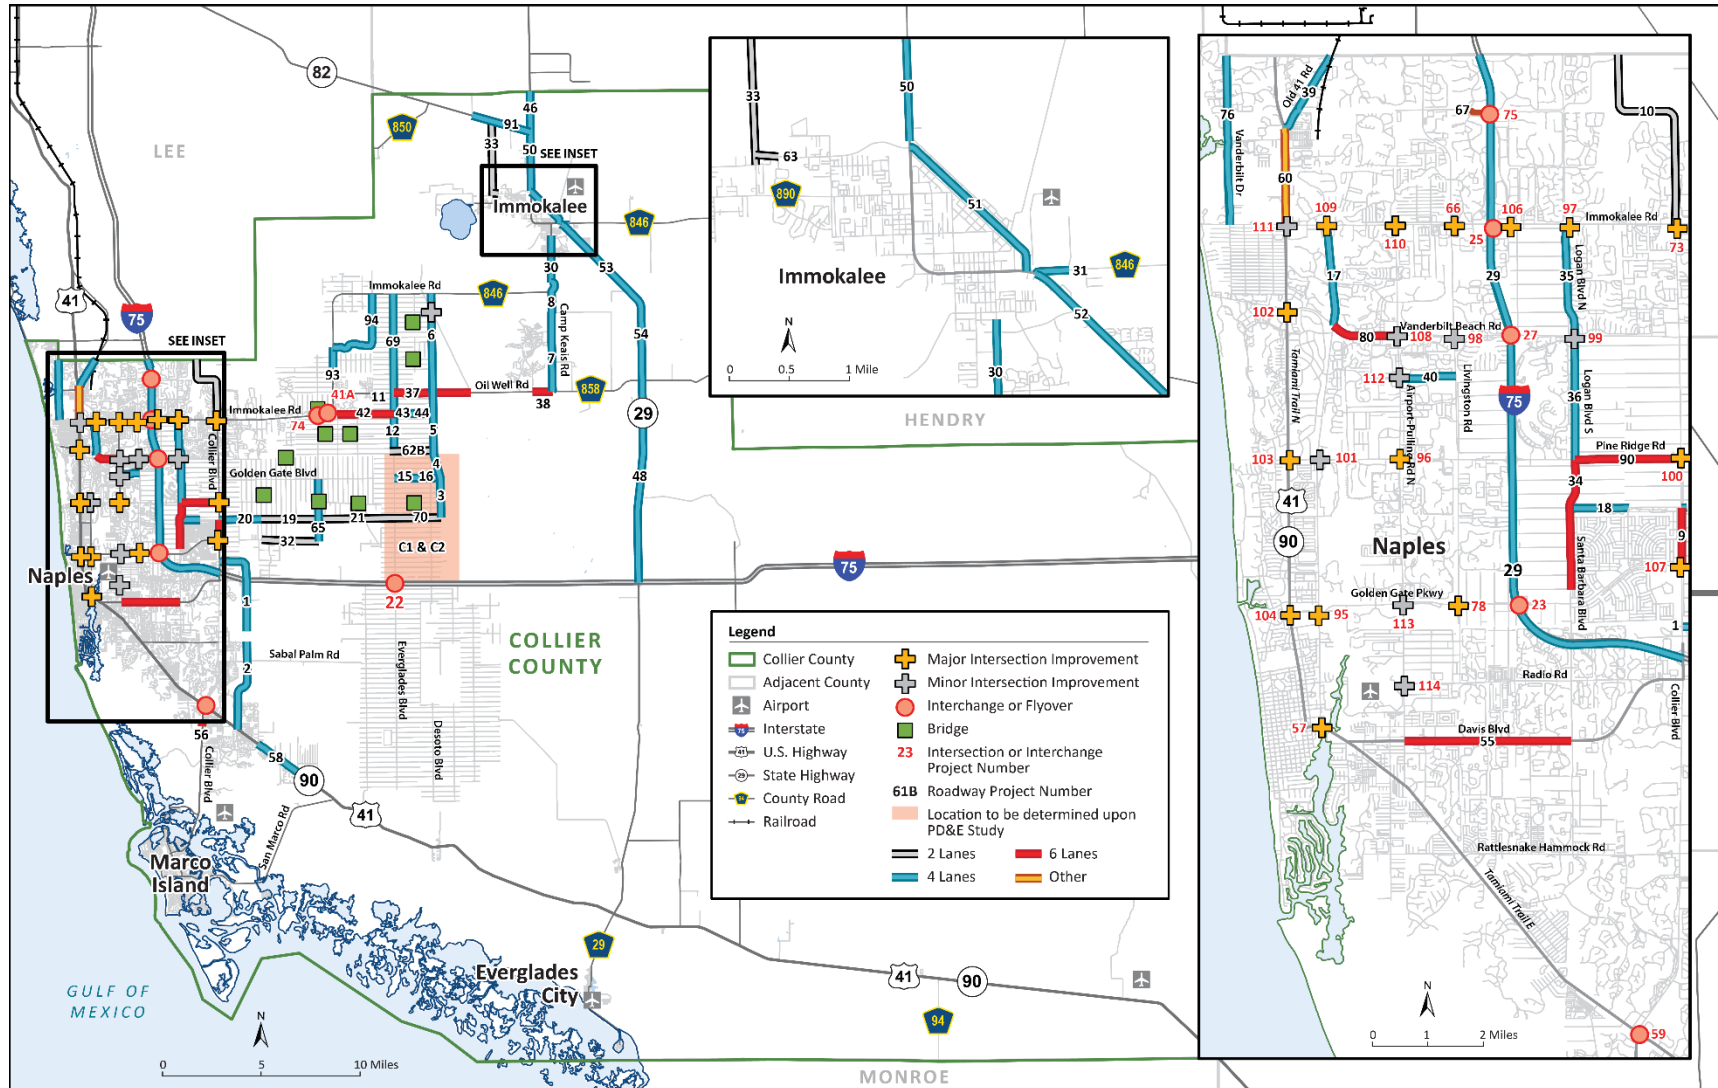 82
850
LEE
46
91
33
50
SEE INSET
Immokalee
846
53
30
41
75
Immokalee Rd
846
8
Camp Keais Rd
94
69
6
54
SEE INSET
7
93
Oil Well Rd
858
11
37
38
41A
Immokalee Rd
42
43
44
74
29
12
5
62B
Golden Gate Blvd
4
15
16
48
3
Collier Blvd
20
19
21
70
65
32
C1 & C2
Naples
75
22
1
COLLIER
COUNTY
Sabal Palm Rd
2
Everglades Blvd
Desoto Blvd
56
Collier Blvd
58
90
41
San Marco Rd
Marco
Island
29
Everglades
City
41
90
94
GULF OF
MEXICO
N
0
5
10 Miles
MONROE
HENDRY
33
50
63
890
51
Immokalee
31
846
52
30
N
0
0.5
1 Mile
Legend
Collier County
Adjacent County
Airport
75
Interstate
41
U.S. Highway
29
State Highway
County Road
Railroad
Major Intersection Improvement
Minor Intersection Improvement
Interchange or Flyover
Bridge
23
Intersection or Interchange
Project Number
61B
Roadway Project Number
Location to be determined upon
PD&E Study
2 Lanes
6 Lanes
4 Lanes
Other
Old 41 Rd
39
76
Vanderbilt Dr
67
75
10
60
109
66
106
97
Immokalee Rd
111
110
25
73
17
29
35
Logan Blvd N
102
Vanderbilt Beach Rd
80
108
98
27
99
Tamiami Trail N
112
40
Airport-Pulling Rd N
Livingston Rd
75
36
Logan Blvd S
Pine Ridge Rd
103
101
96
90
100
34
41
18
90
Naples
Santa Barbara Blvd
9
107
29
Golden Gate Pkwy
104
95
113
78
23
1
Radio Rd
114
Collier Blvd
57
Davis Blvd
55
Rattlesnake Hammock Rd
Tamiami Trail E
N
0
1
2 Miles
59